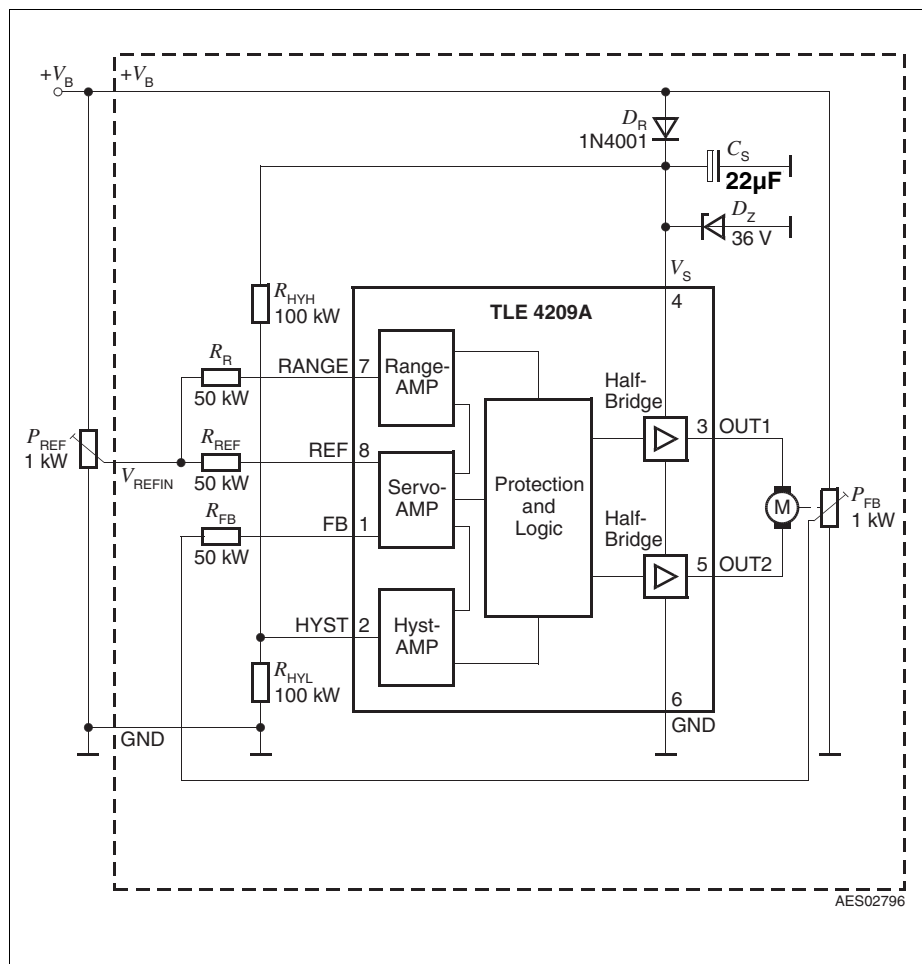 +VB
+VB
DR
1N4001
CS
22µF
DZ
36 V
VS
4
RHYH
100 kW
TLE 4209A
RR
50 kW
RANGE 7
Range-
AMP
Half-
Bridge
3 OUT1
PREF
1 kW
VREFIN
RREF
50 kW
REF 8
Servo-
AMP
Protection
and
Logic
M
PFB
1 kW
RFB
50 kW
FB 1
Half-
Bridge
5 OUT2
HYST 2
Hyst-
AMP
RHYL
100 kW
6
GND
GND
AES02796